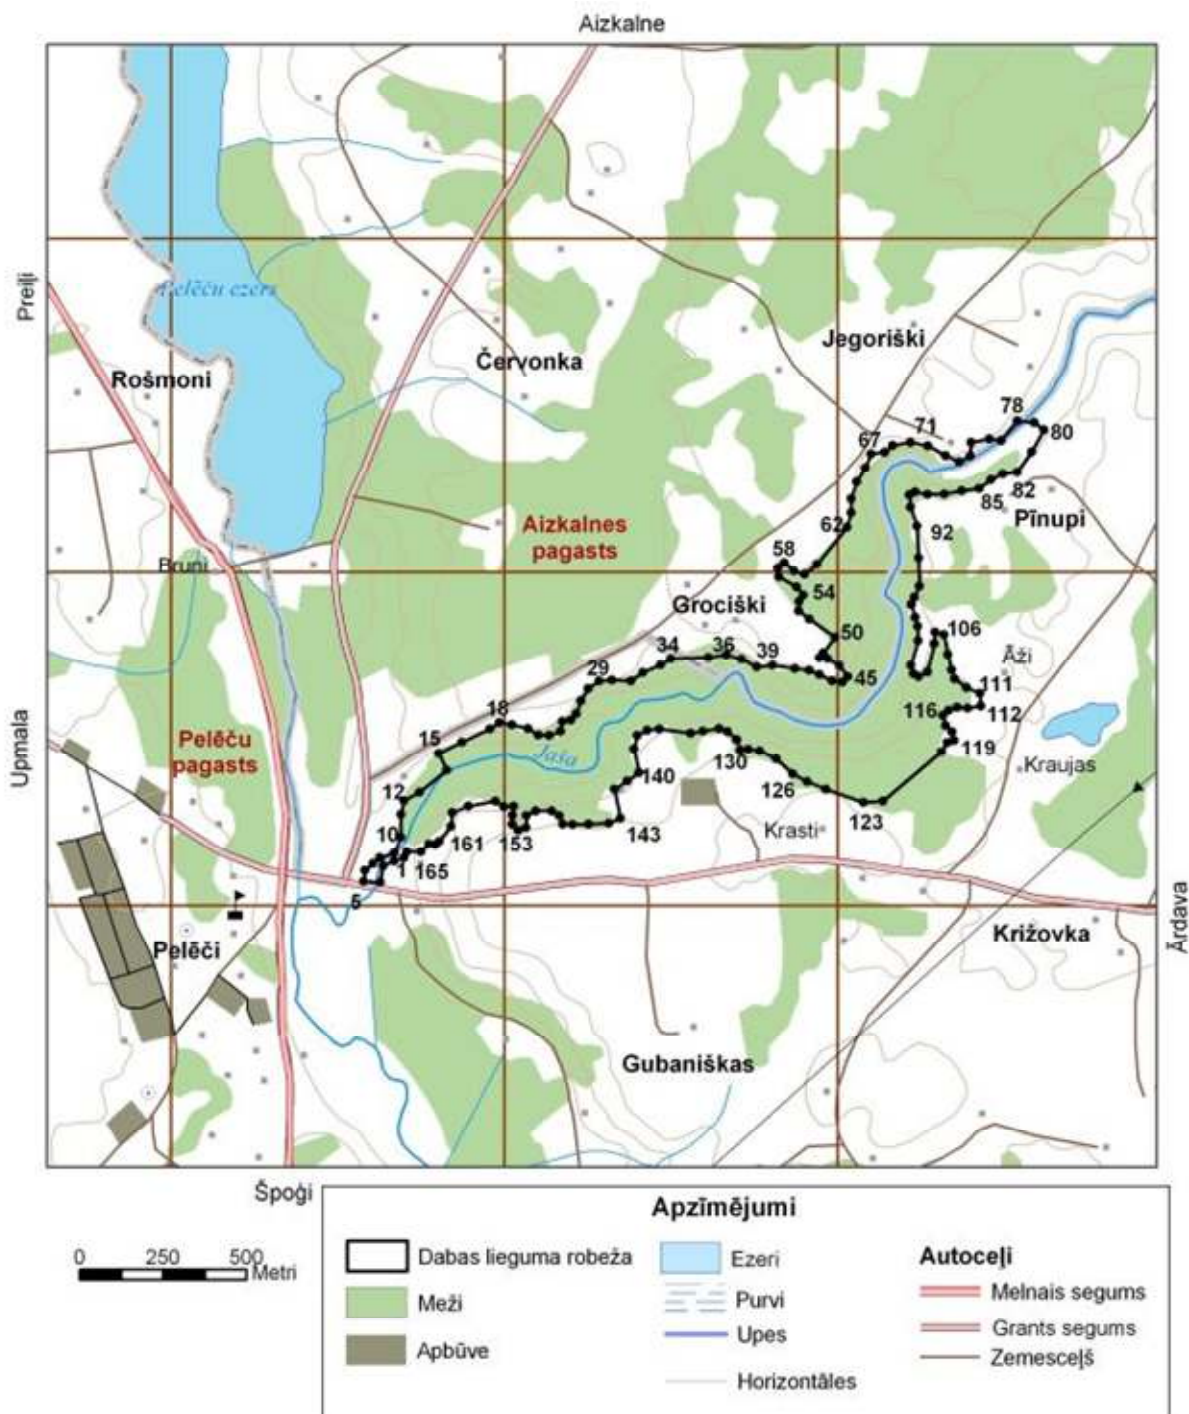 Aizkalne
Preiļi
Pelēču ezers
Jegoriški
Červonka
Rošmoni
78
71
80
67
82
85
Pīnupi
Aizkalnes
pagasts
62
92
58
Bruņi
54
Grociški
50
106
34
36
39
Āži
29
45
111
18
116
112
Upmala
Pelēču
pagasts
15
Jaša
119
130
Kraujas
140
126
12
123
10
161
153
143
Krasti
1
165
5
Pelēči
Križovka
Ārdava
Gubaniškas
Špoģi
0 250 500
Metri
Apzīmējumi
Dabas lieguma robeža
Meži
Apbūve
Ezeri
Purvi
Upes
Horizontāles
Autoceļi
Melnais segums
Grants segums
Zemesceļš